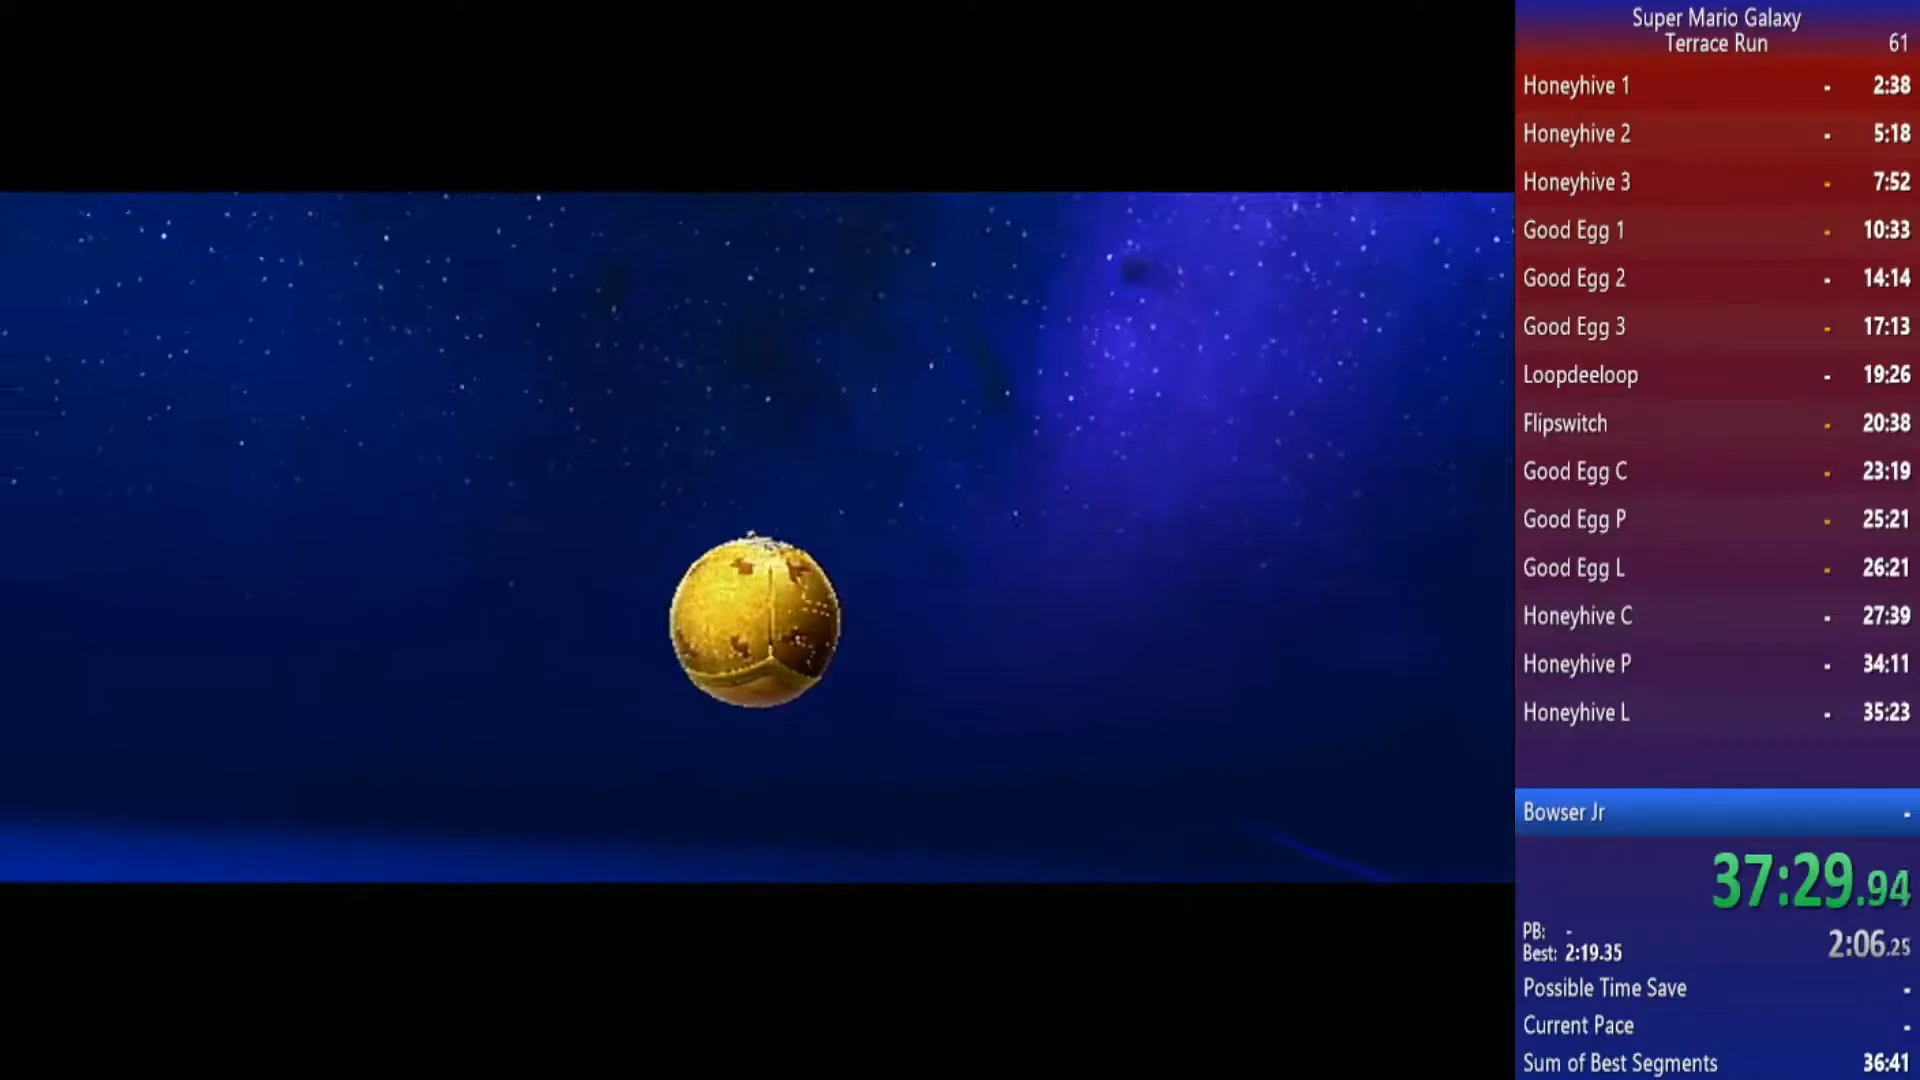 Super Mario Galaxy
Terrace Run 61
Honeyhive 1 - 2:38
Honeyhive 2 - 5:18
Honeyhive 3 - 7:52
Good Egg 1 - 10:33
Good Egg 2 - 14:14
Good Egg 3 - 17:13
Loopdeeloop - 19:26
Flipswitch - 20:38
Good Egg C - 23:19
Good Egg P - 25:21
Good Egg L - 26:21
Honeyhive C - 27:39
Honeyhive P - 34:11
Honeyhive L - 35:23
Bowser Jr -
37:29.94
PB: -
Best: 2:19.35 2:06.25
Possible Time Save -
Current Pace -
Sum of Best Segments 36:41